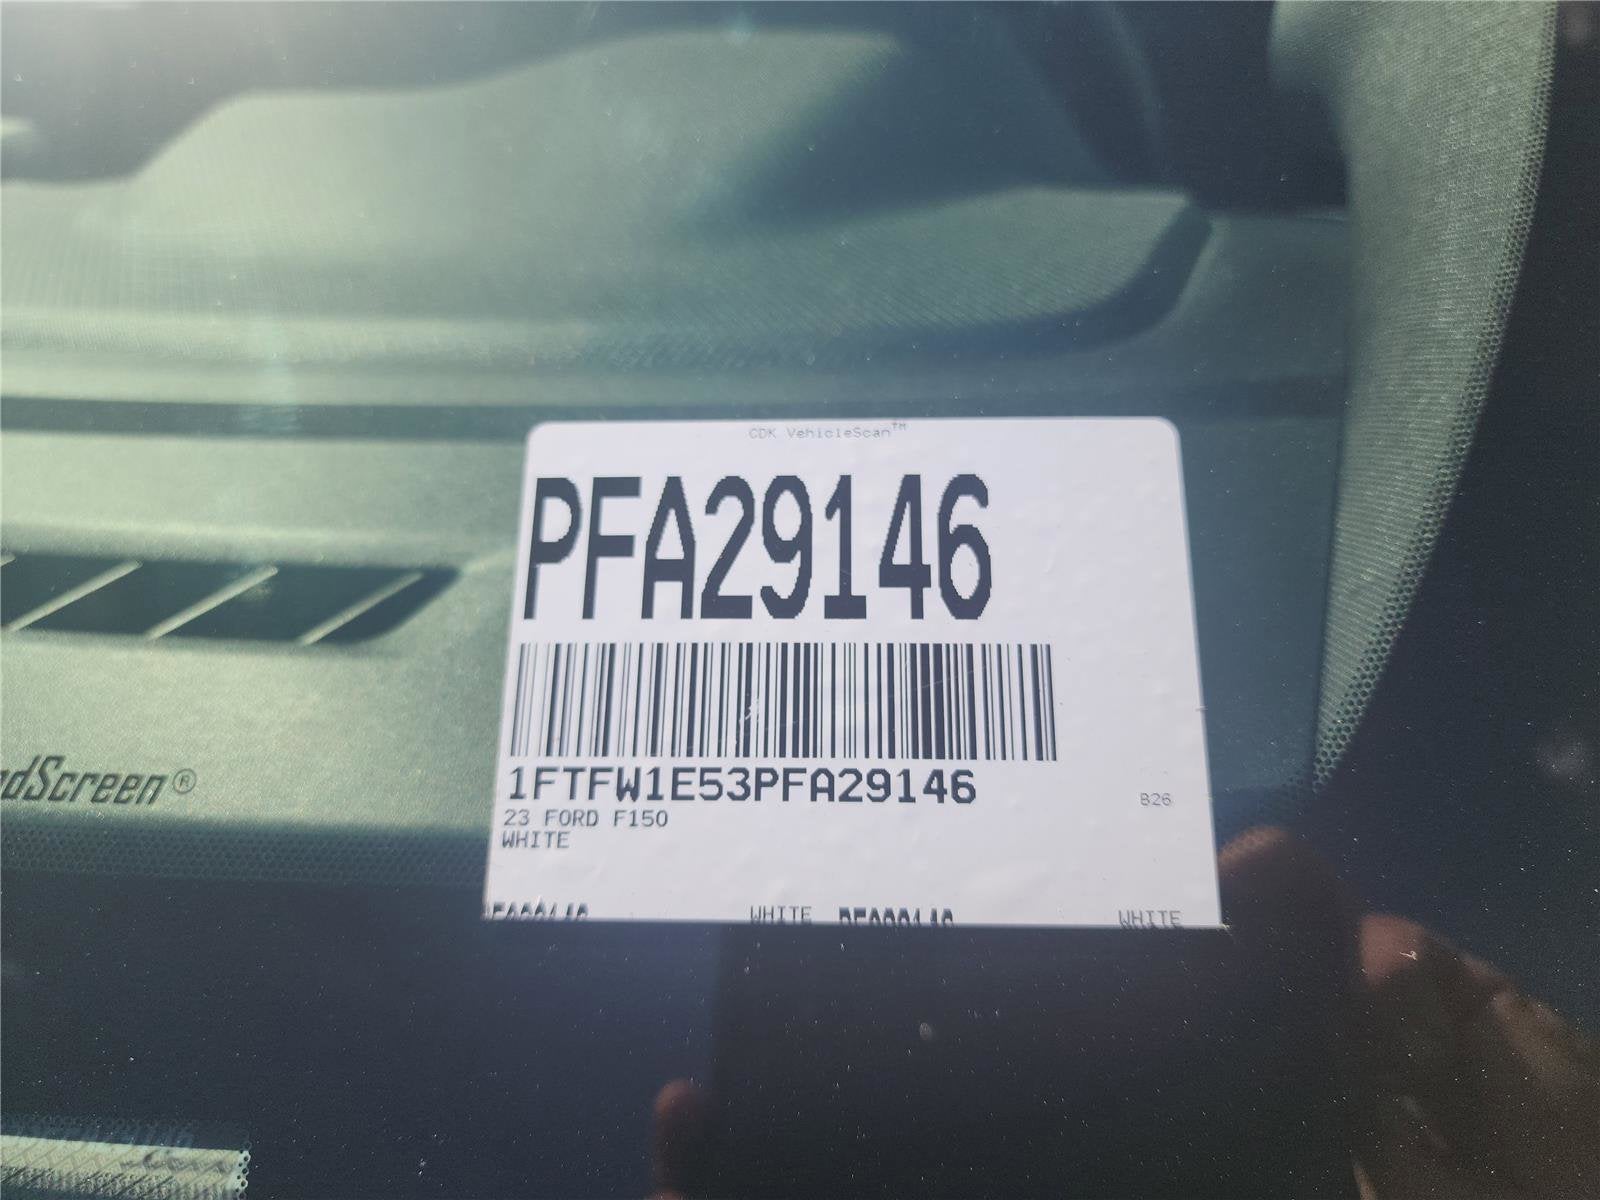 CDK VehicleScan™
PFA29146
1FTFW1E53PFA29146
B26
23 FORD F150
WHITE
WHITE
WHITE
dScreen®